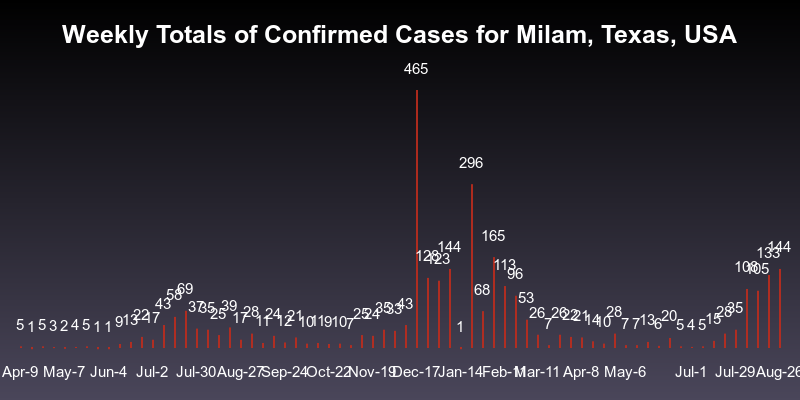 Weekly Totals of Confirmed Cases for Milam, Texas, USA
465
296
165
128 123 144 144
133
113 108 105
96
69 68
58 53
43 43
37 35 39 35 33 35
22 25 28 24 21 25 24 26 26 22 21 28 20 28
5 1 5 3 2 4 5 1 1 9 13 17 17 11 12 10 11 9 10 7 1 7 14 10 7 7 13 6 5 4 5 15
Apr-9 May-7 Jun-4 Jul-2 Jul-30 Aug-27 Sep-24 Oct-22 Nov-19 Dec-17 Jan-14 Feb-11 Mar-11 Apr-8 May-6 Jul-1 Jul-29 Aug-26